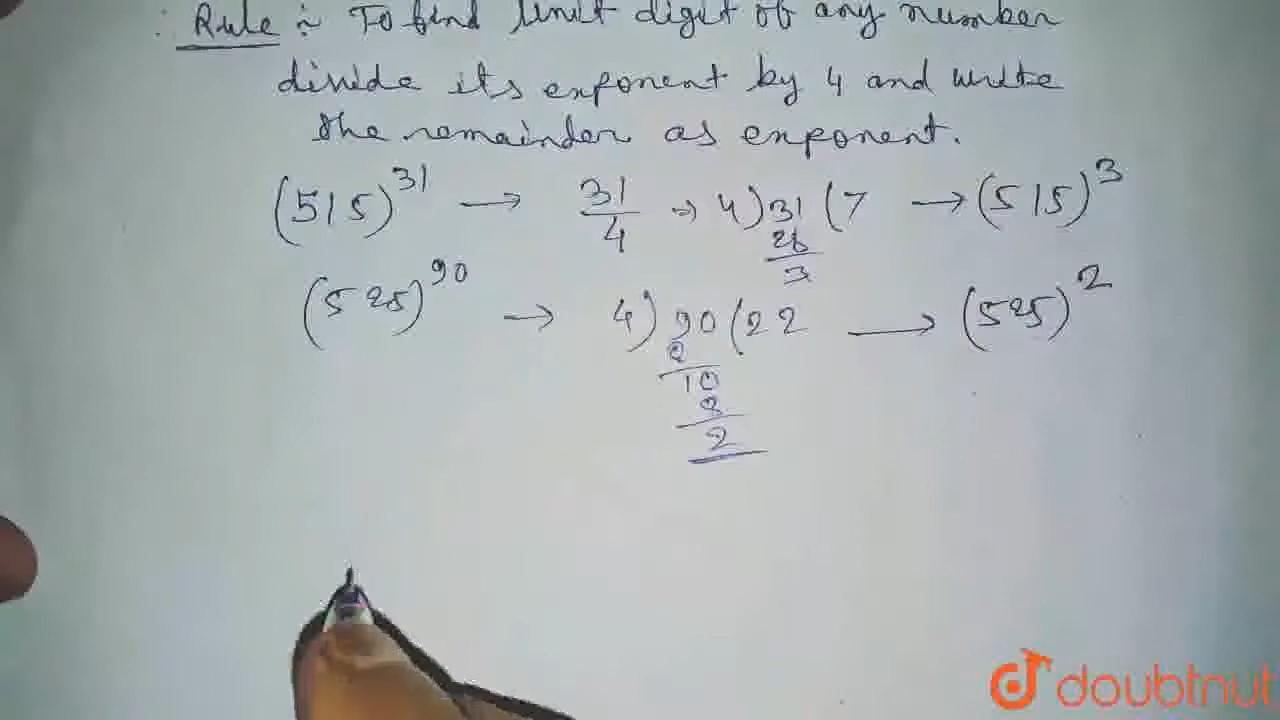 Rule :- To find Unit digit of any number
divide its exponent by 4 and write
the remainder as exponent.
(515)^31 → 31/4 → 4)31(7 → (515)^3
28
3
(525)^90 → 4)90(22 → (525)^2
8
10
8
2
doubtnut